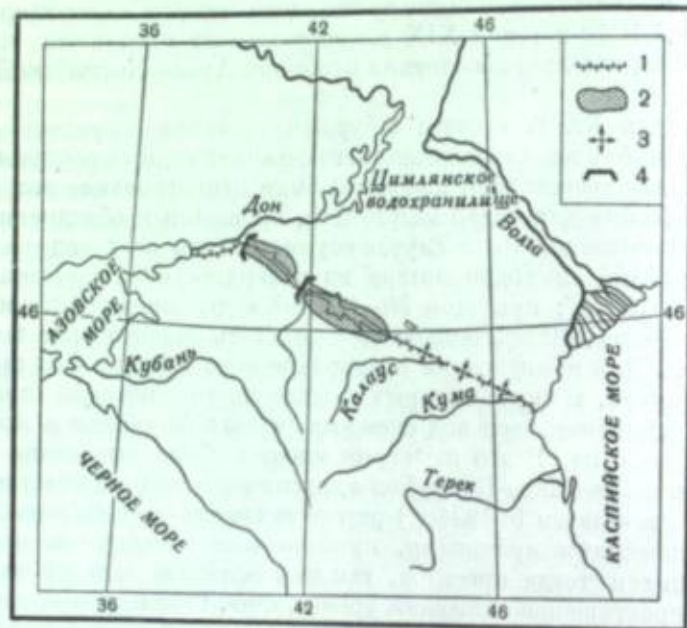 36
42
46
1
2
3
4
Цимлянское
водохранилище
Дон
Волга
АЗОВСКОЕ
МОРЕ
46
46
Кубань
Калаус
Кума
Терек
ЧЕРНОЕ МОРЕ
КАСПИЙСКОЕ МОРЕ
36
42
46